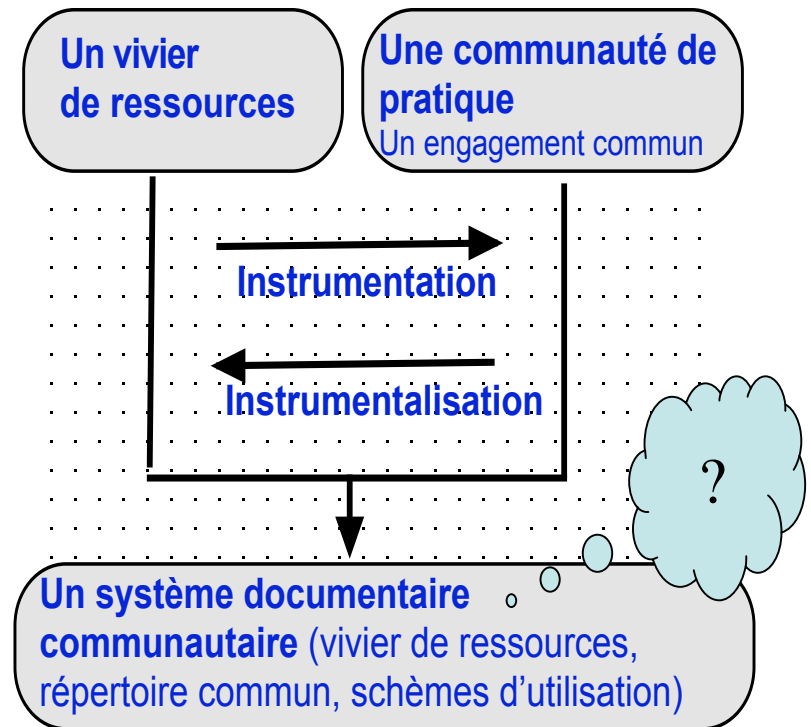 Un vivier
de ressources
Une communauté de
pratique
Un engagement commun
Instrumentation
Instrumentalisation
?
Un système documentaire
communautaire (vivier de ressources,
répertoire commun, schèmes d’utilisation)